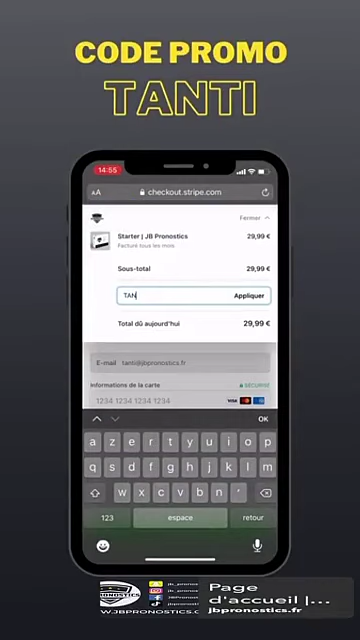 CODE PROMO
TANTI
14:55
AA
checkout.stripe.com
Fermer
Starter | JB Pronostics
29,99 €
Facturé tous les mois
Sous-total
29,99 €
TAN
Appliquer
Total dû aujourd'hui
29,99 €
E-mail
tanti@jbpronostics.fr
Informations de la carte
SÉCURISÉ
1234 1234 1234 1234
VISA
OK
a z e r t y u i o p
q s d f g h j k l m
w x c v b n '
123
espace
retour
Page
d'accueil |...
jbpronostics.fr